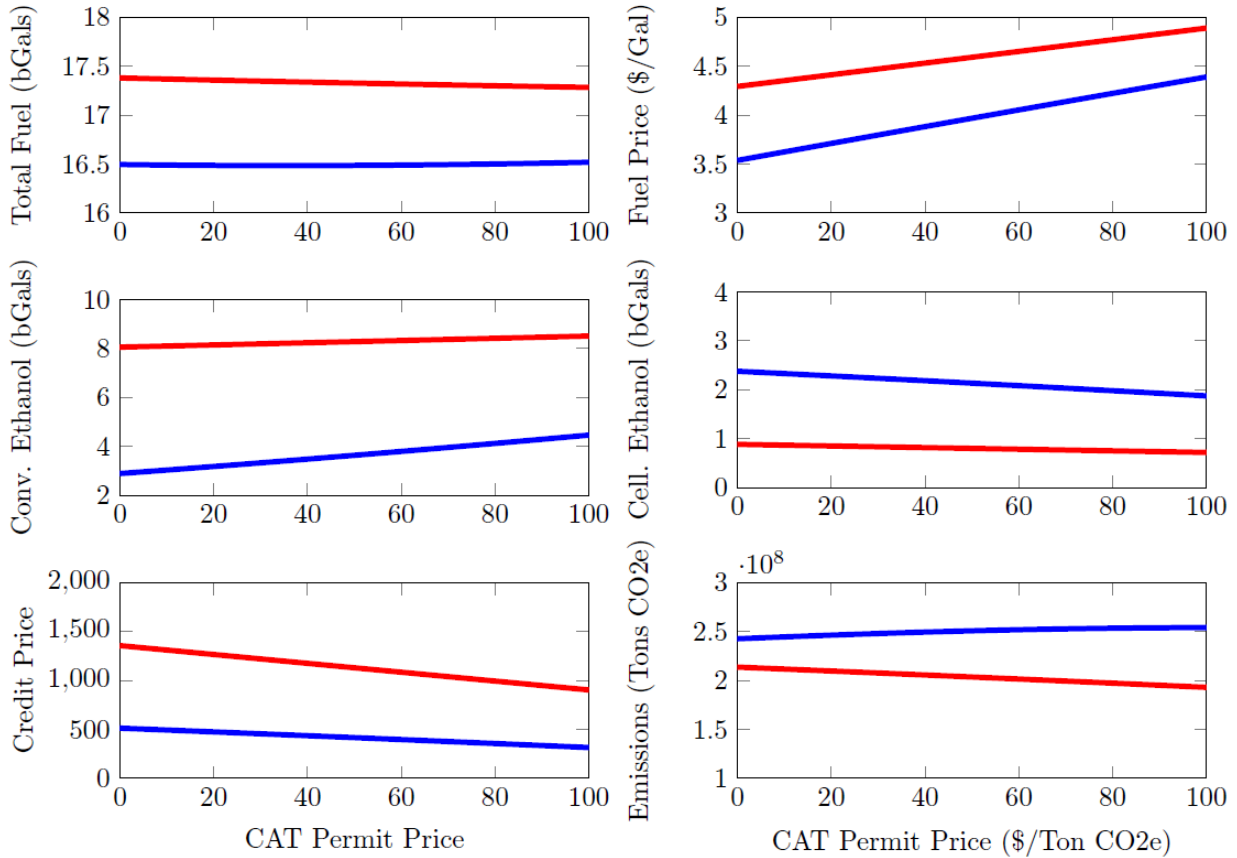 Total Fuel (bGals)
18
17.5
17
16.5
16
0 20 40 60 80 100
Fuel Price ($/Gal)
5
4.5
4
3.5
3
0 20 40 60 80 100
Conv. Ethanol (bGals)
10
8
6
4
2
0 20 40 60 80 100
Cell. Ethanol (bGals)
4
3
2
1
0
0 20 40 60 80 100
Credit Price
2,000
1,500
1,000
500
0
0 20 40 60 80 100
CAT Permit Price
Emissions (Tons CO2e)
·10^8
3
2.5
2
1.5
1
0 20 40 60 80 100
CAT Permit Price ($/Ton CO2e)